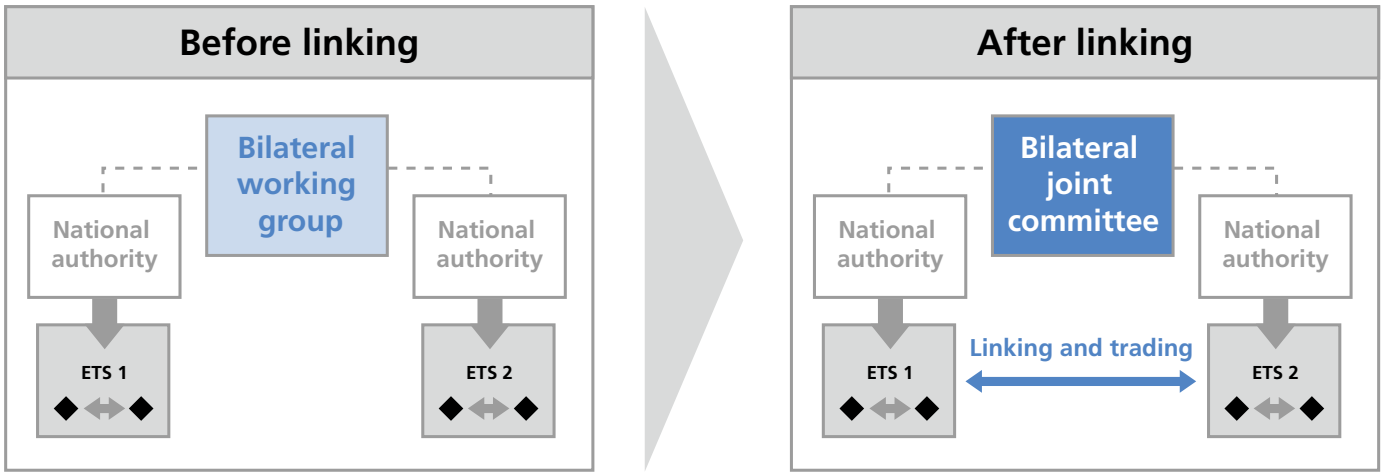 Before linking
Bilateral
working
group
National
authority
National
authority
ETS 1
ETS 2
After linking
Bilateral
joint
committee
National
authority
National
authority
Linking and trading
ETS 1
ETS 2